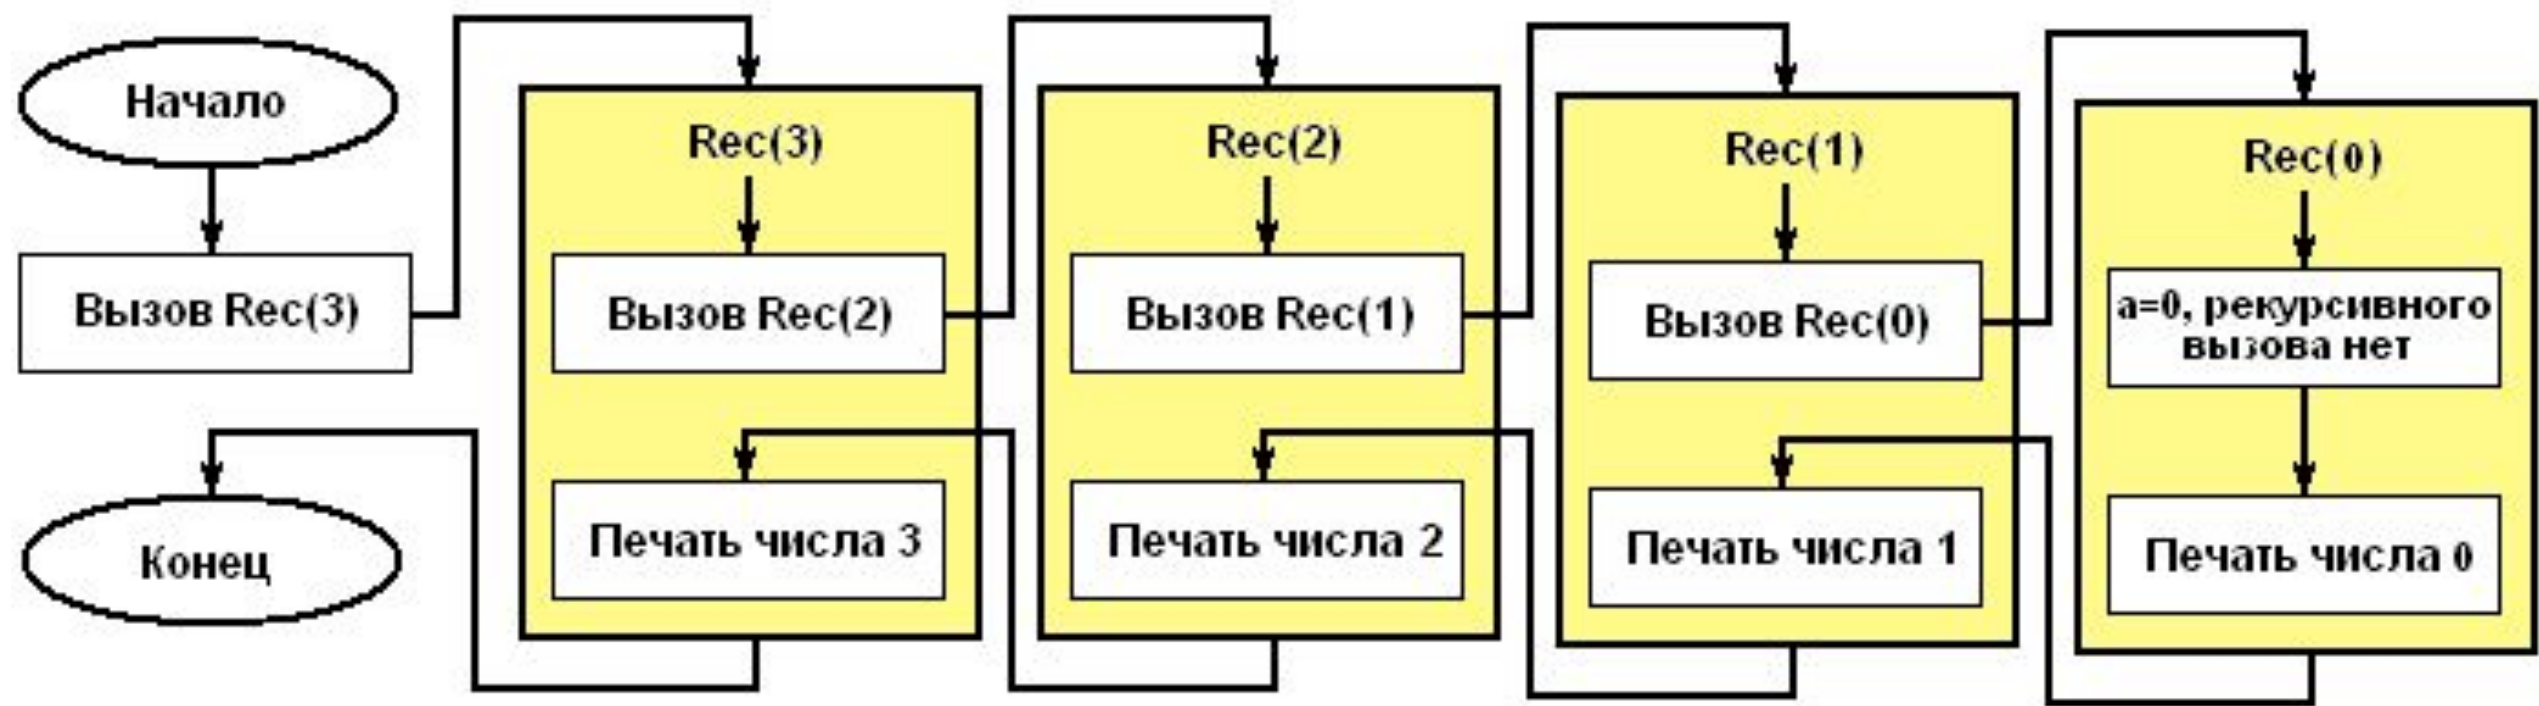 Начало
Вызов Rec(3)
Rec(3)
Вызов Rec(2)
Rec(2)
Вызов Rec(1)
Rec(1)
Вызов Rec(0)
Rec(0)
a=0, рекурсивного
вызова нет
Печать числа 0
Печать числа 1
Печать числа 2
Печать числа 3
Конец